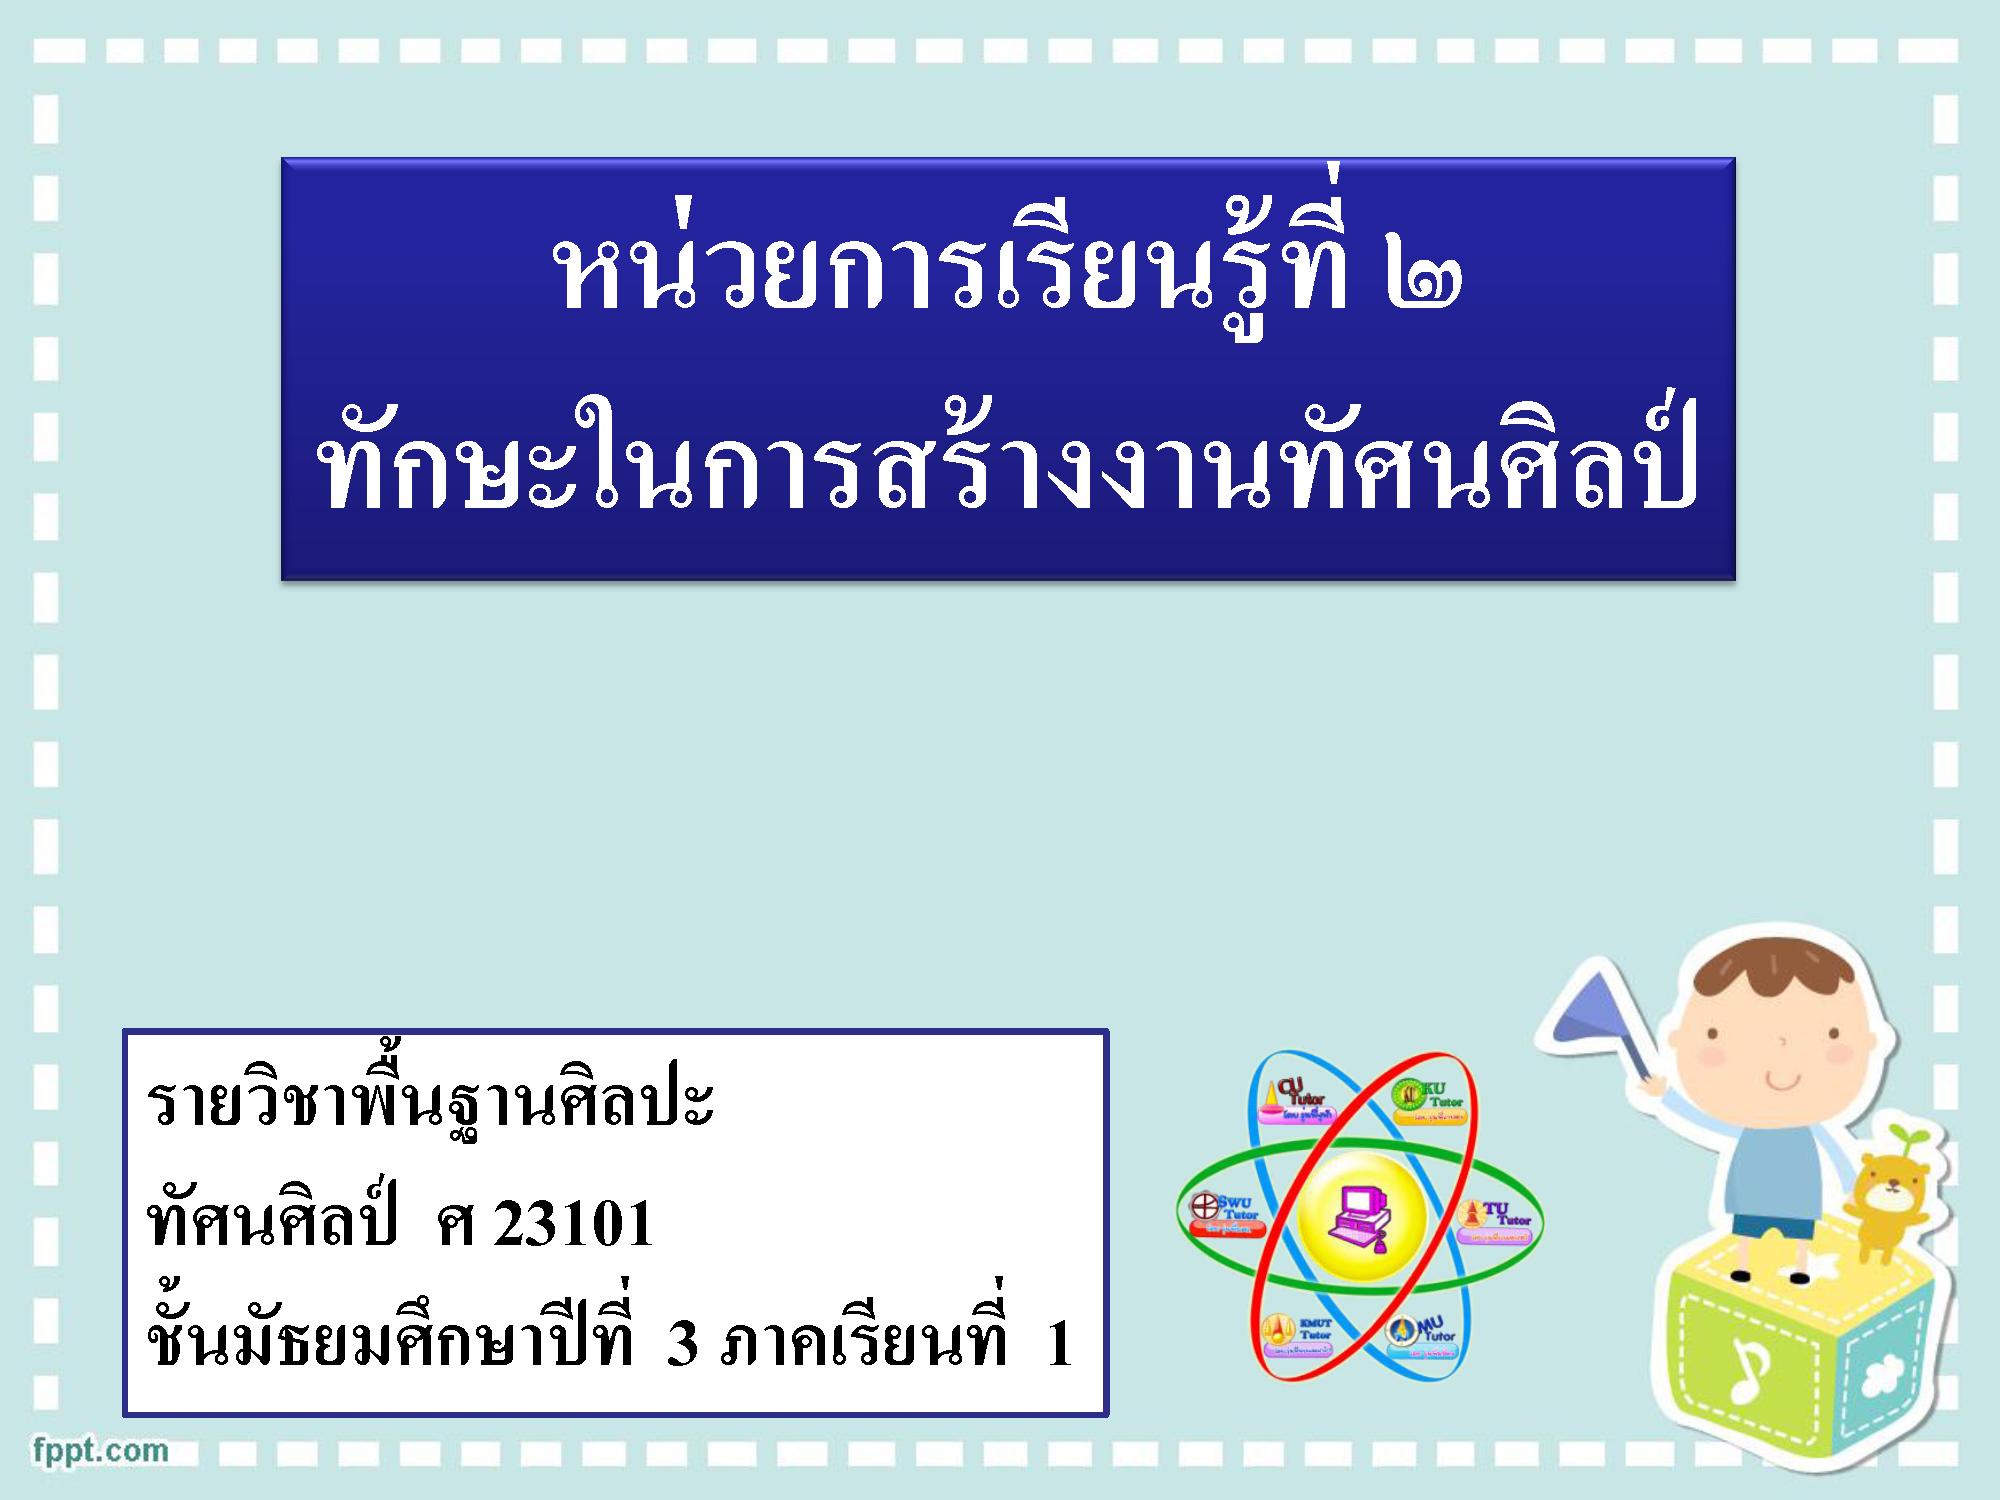 หน่วยการเรียนรู้ที่ ๒
ทักษะในการสร้างงานทัศนศิลป์
รายวิชาพื้นฐานศิลปะ
ทัศนศิลป์ ศ 23101
ชั้นมัธยมศึกษาปีที่ 3 ภาคเรียนที่ 1
CU Tutor
KU Tutor
SWU Tutor
TU Tutor
KMUT Tutor
MU Tutor
fppt.com